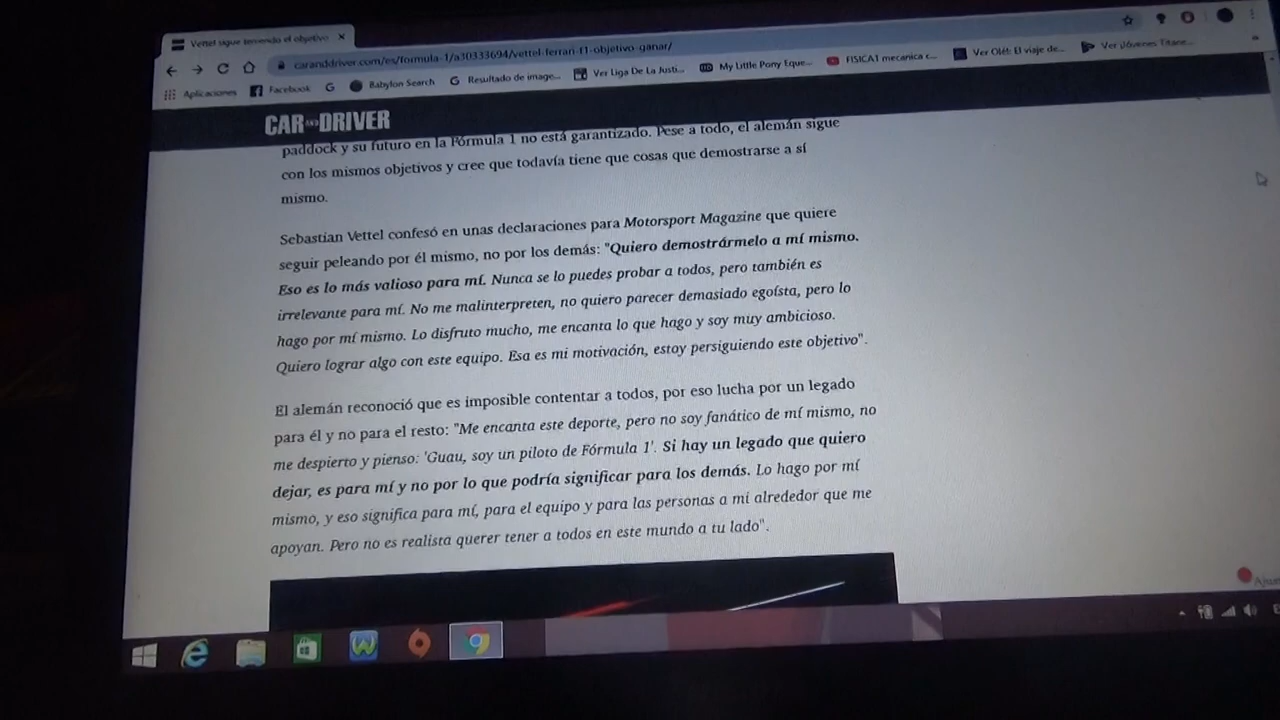 Vettel sigue teniendo el objetivo
caranddriver.com/es/formula-1/a30333694/vettel-ferrari-f1-objetivo-ganar/
Aplicaciones Facebook G Babylon Search Resultado de image... Ver Liga De La Justi... My Little Pony Eque... FISICA1 mecanica c... Ver Olé!: El viaje de... Ver ¡Jóvenes Titane...
CAR AND DRIVER
paddock y su futuro en la Fórmula 1 no está garantizado. Pese a todo, el alemán sigue
con los mismos objetivos y cree que todavía tiene que cosas que demostrarse a sí
mismo.
Sebastian Vettel confesó en unas declaraciones para Motorsport Magazine que quiere
seguir peleando por él mismo, no por los demás: "Quiero demostrármelo a mí mismo.
Eso es lo más valioso para mí. Nunca se lo puedes probar a todos, pero también es
irrelevante para mí. No me malinterpreten, no quiero parecer demasiado egoísta, pero lo
hago por mí mismo. Lo disfruto mucho, me encanta lo que hago y soy muy ambicioso.
Quiero lograr algo con este equipo. Esa es mi motivación, estoy persiguiendo este objetivo".
El alemán reconoció que es imposible contentar a todos, por eso lucha por un legado
para él y no para el resto: "Me encanta este deporte, pero no soy fanático de mí mismo, no
me despierto y pienso: 'Guau, soy un piloto de Fórmula 1'. Si hay un legado que quiero
dejar, es para mí y no por lo que podría significar para los demás. Lo hago por mí
mismo, y eso significa para mí, para el equipo y para las personas a mi alrededor que me
apoyan. Pero no es realista querer tener a todos en este mundo a tu lado".